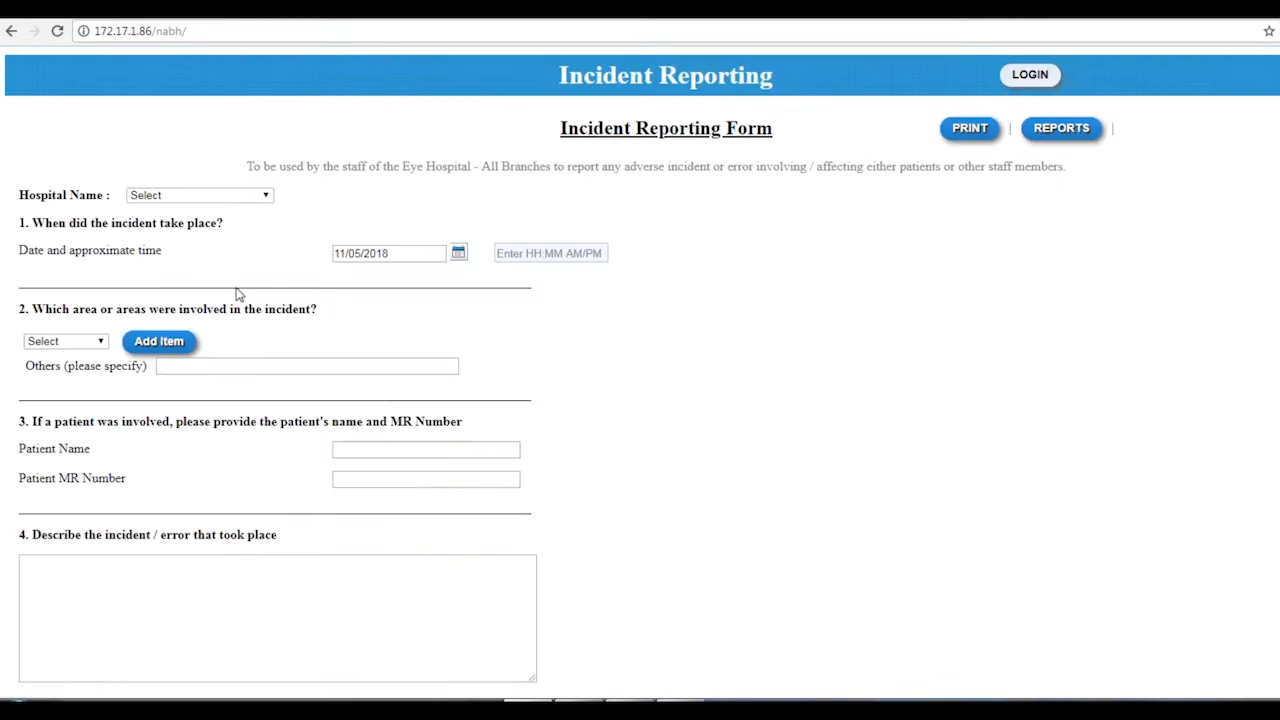 172.17.1.86/nabh/
Incident Reporting
LOGIN
Incident Reporting Form
PRINT | REPORTS |
To be used by the staff of the Eye Hospital - All Branches to report any adverse incident or error involving / affecting either patients or other staff members.
Hospital Name : Select
1. When did the incident take place?
Date and approximate time 11/05/2018 Enter HH:MM AM/PM
2. Which area or areas were involved in the incident?
Select Add Item
Others (please specify)
3. If a patient was involved, please provide the patient's name and MR Number
Patient Name
Patient MR Number
4. Describe the incident / error that took place